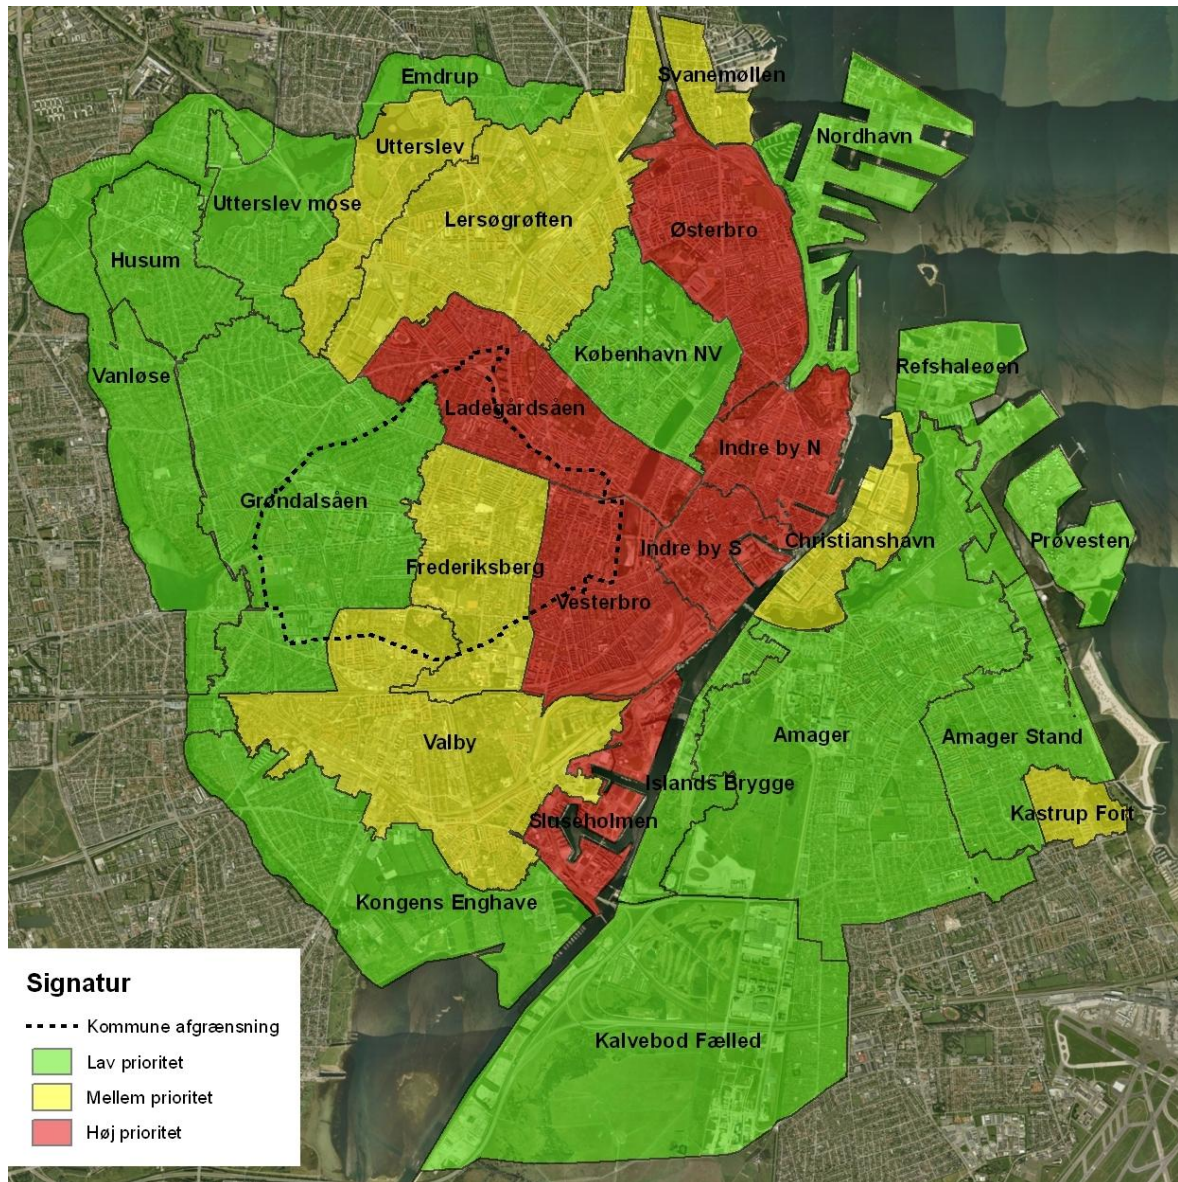 Emdrup
Svanemøllen
Utterslev
Nordhavn
Utterslev mose
Lersøgrøften
Østerbro
Husum
København NV
Vanløse
Refshaleøen
Ladegårdsåen
Indre by N
Grøndalsåen
Christianshavn
Prøvesten
Indre by S
Frederiksberg
Vesterbro
Valby
Amager
Amager Stand
Islands Brygge
Kastrup Fort
Sluseholmen
Kongens Enghave
Kalvebod Fælled
Signatur
Kommune afgrænsning
Lav prioritet
Mellem prioritet
Høj prioritet